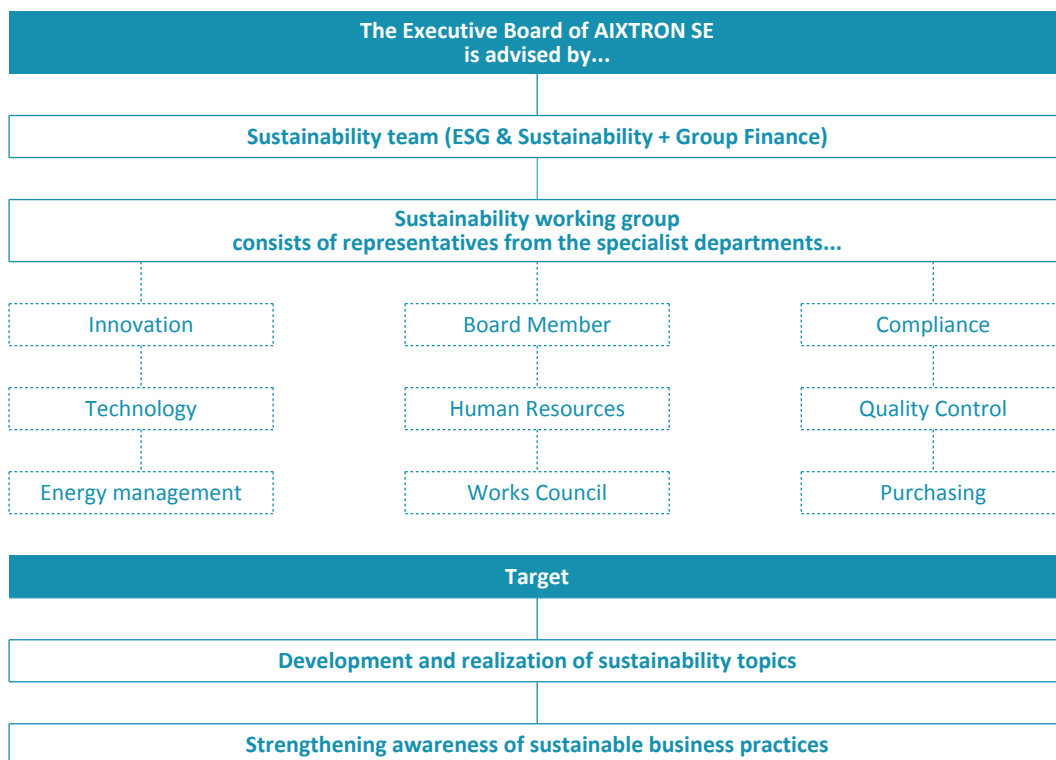 The Executive Board of AIXTRON SE
is advised by...
Sustainability team (ESG & Sustainability + Group Finance)
Sustainability working group
consists of representatives from the specialist departments...
Innovation
Board Member
Compliance
Technology
Human Resources
Quality Control
Energy management
Works Council
Purchasing
Target
Development and realization of sustainability topics
Strengthening awareness of sustainable business practices